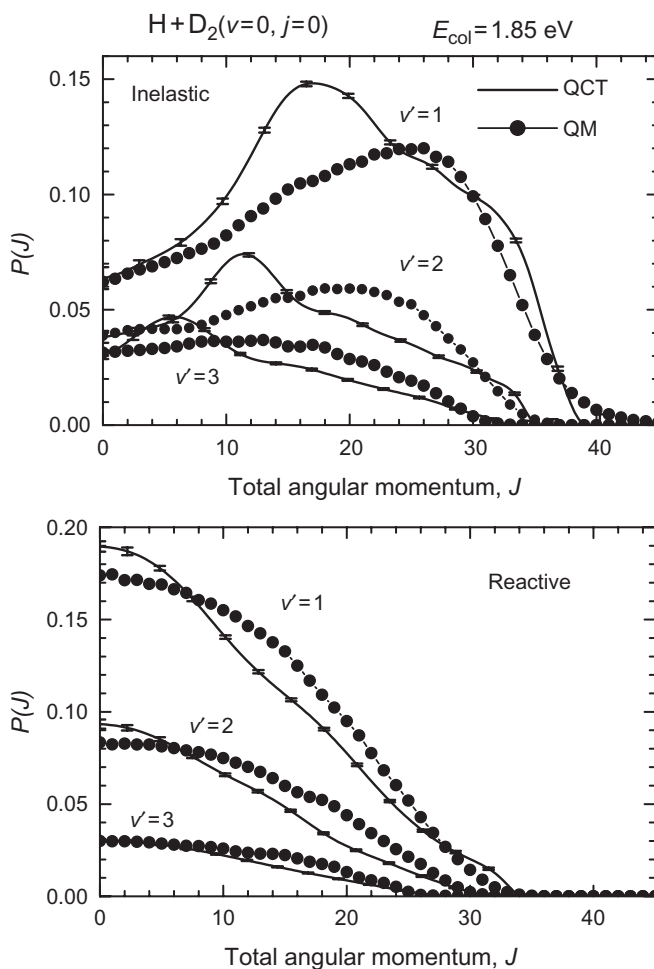 H+D₂(v=0, j=0) E_col=1.85 eV
0.15
0.10
0.05
0.00
P(J)
Inelastic
v′=1
v′=2
v′=3
QCT
QM
0 10 20 30 40
Total angular momentum, J
0.20
0.15
0.10
0.05
0.00
P(J)
Reactive
v′=1
v′=2
v′=3
0 10 20 30 40
Total angular momentum, J